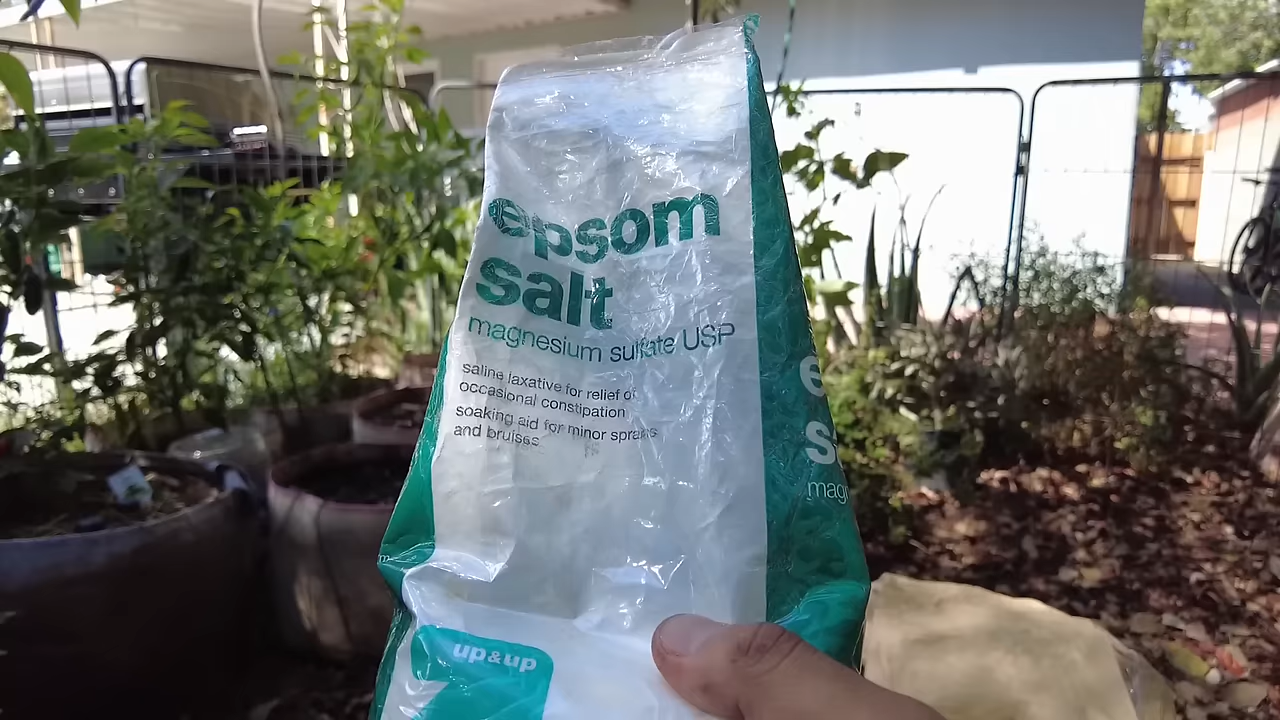 epsom
salt
magnesium sulfate USP
saline laxative for relief of
occasional constipation
soaking aid for minor sprains
and bruises
up&up
e
s
magn
m